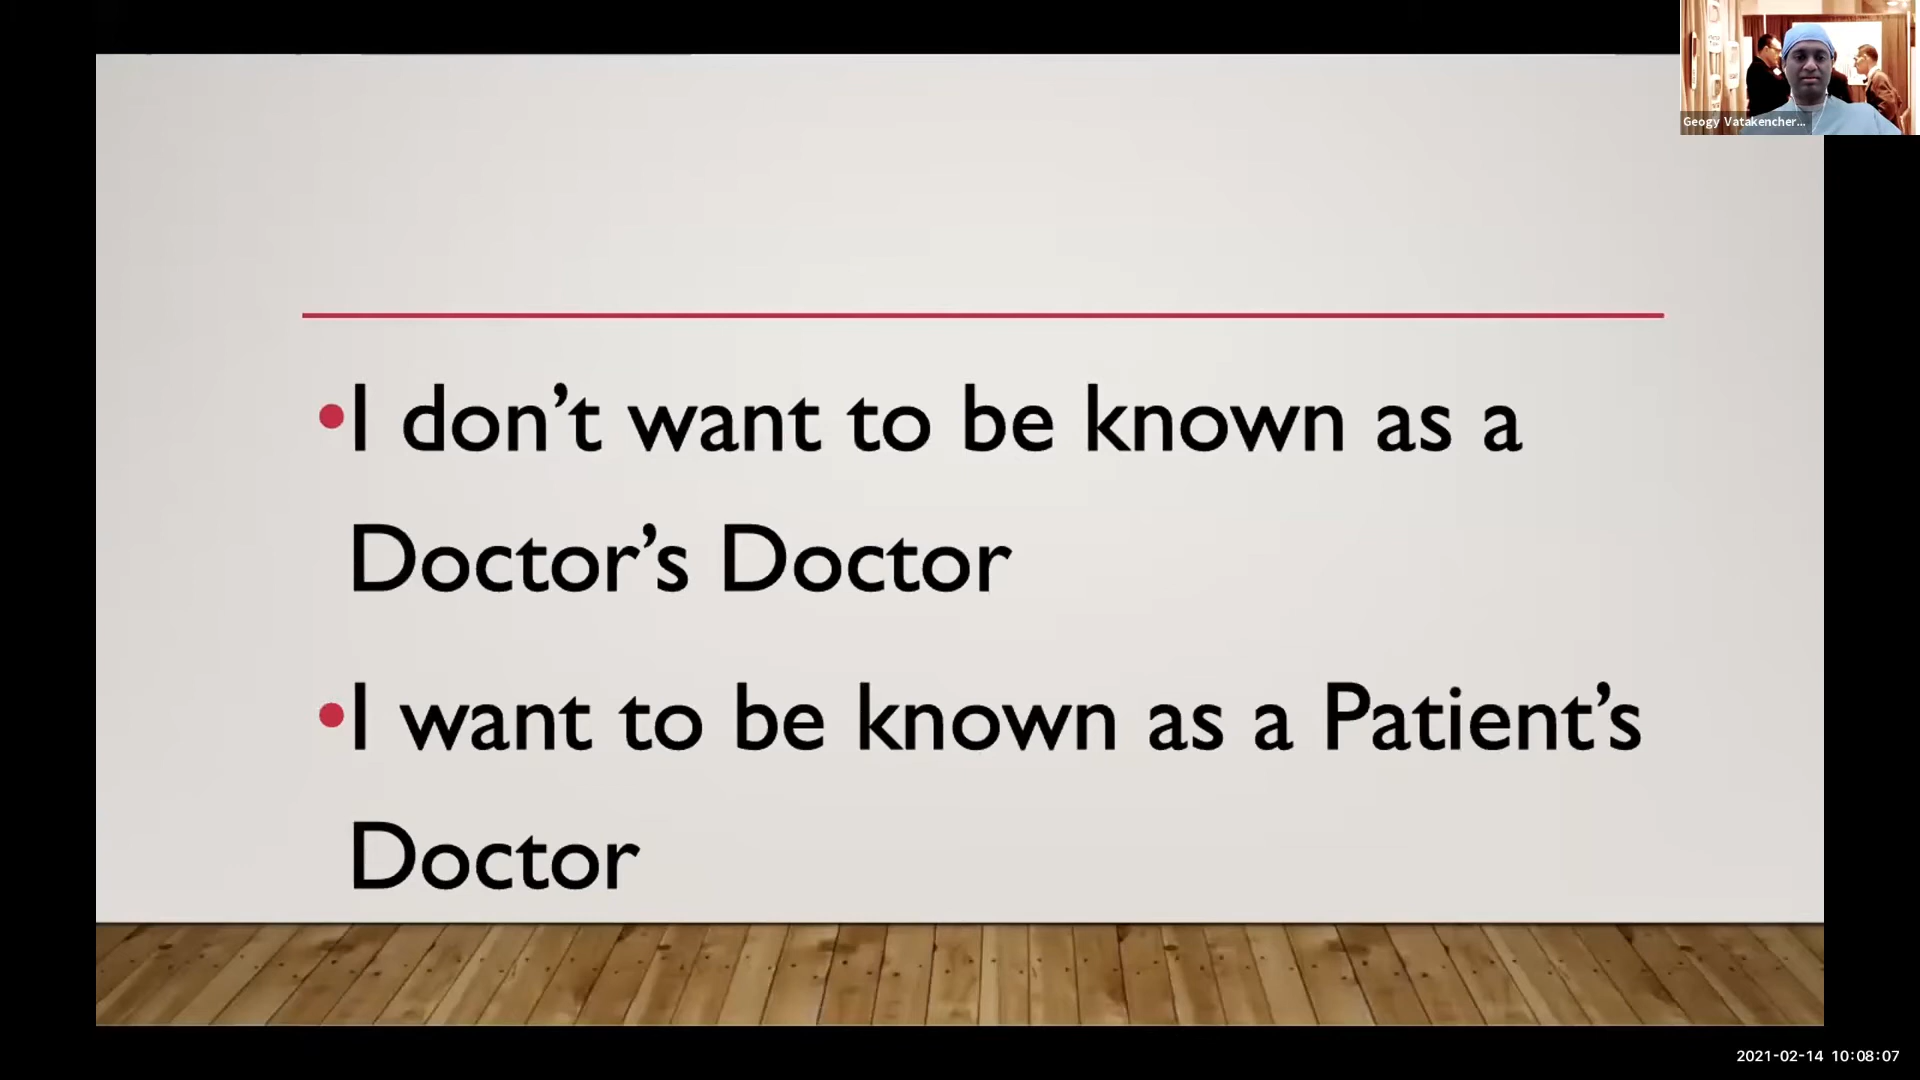 Geogy Vatakencher...
•I don’t want to be known as a
Doctor’s Doctor
•I want to be known as a Patient’s
Doctor
2021-02-14 10:08:07